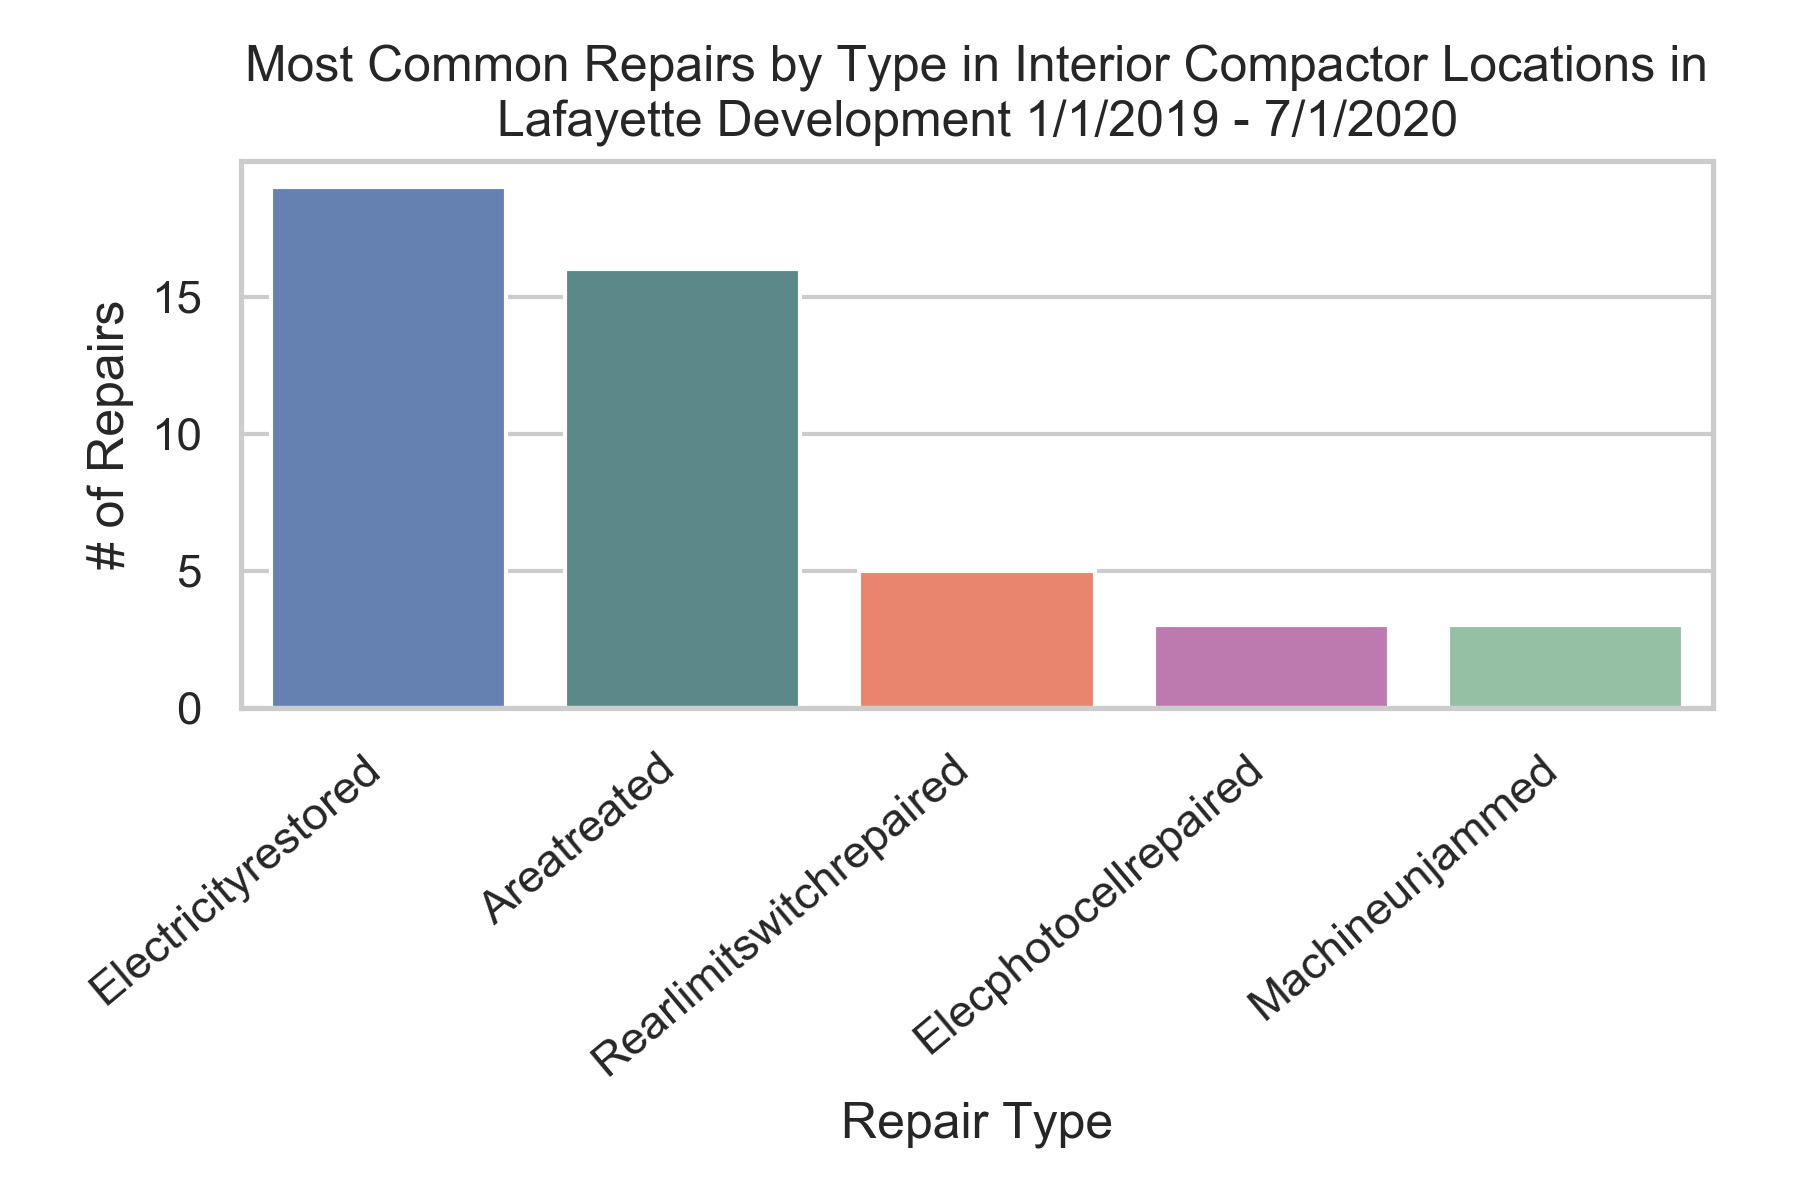 Most Common Repairs by Type in Interior Compactor Locations in
Lafayette Development 1/1/2019 - 7/1/2020
# of Repairs
15
10
5
0
Electricityrestored
Areatreated
Rearlimitswitchrepaired
Elecphotocellrepaired
Machineunjammed
Repair Type